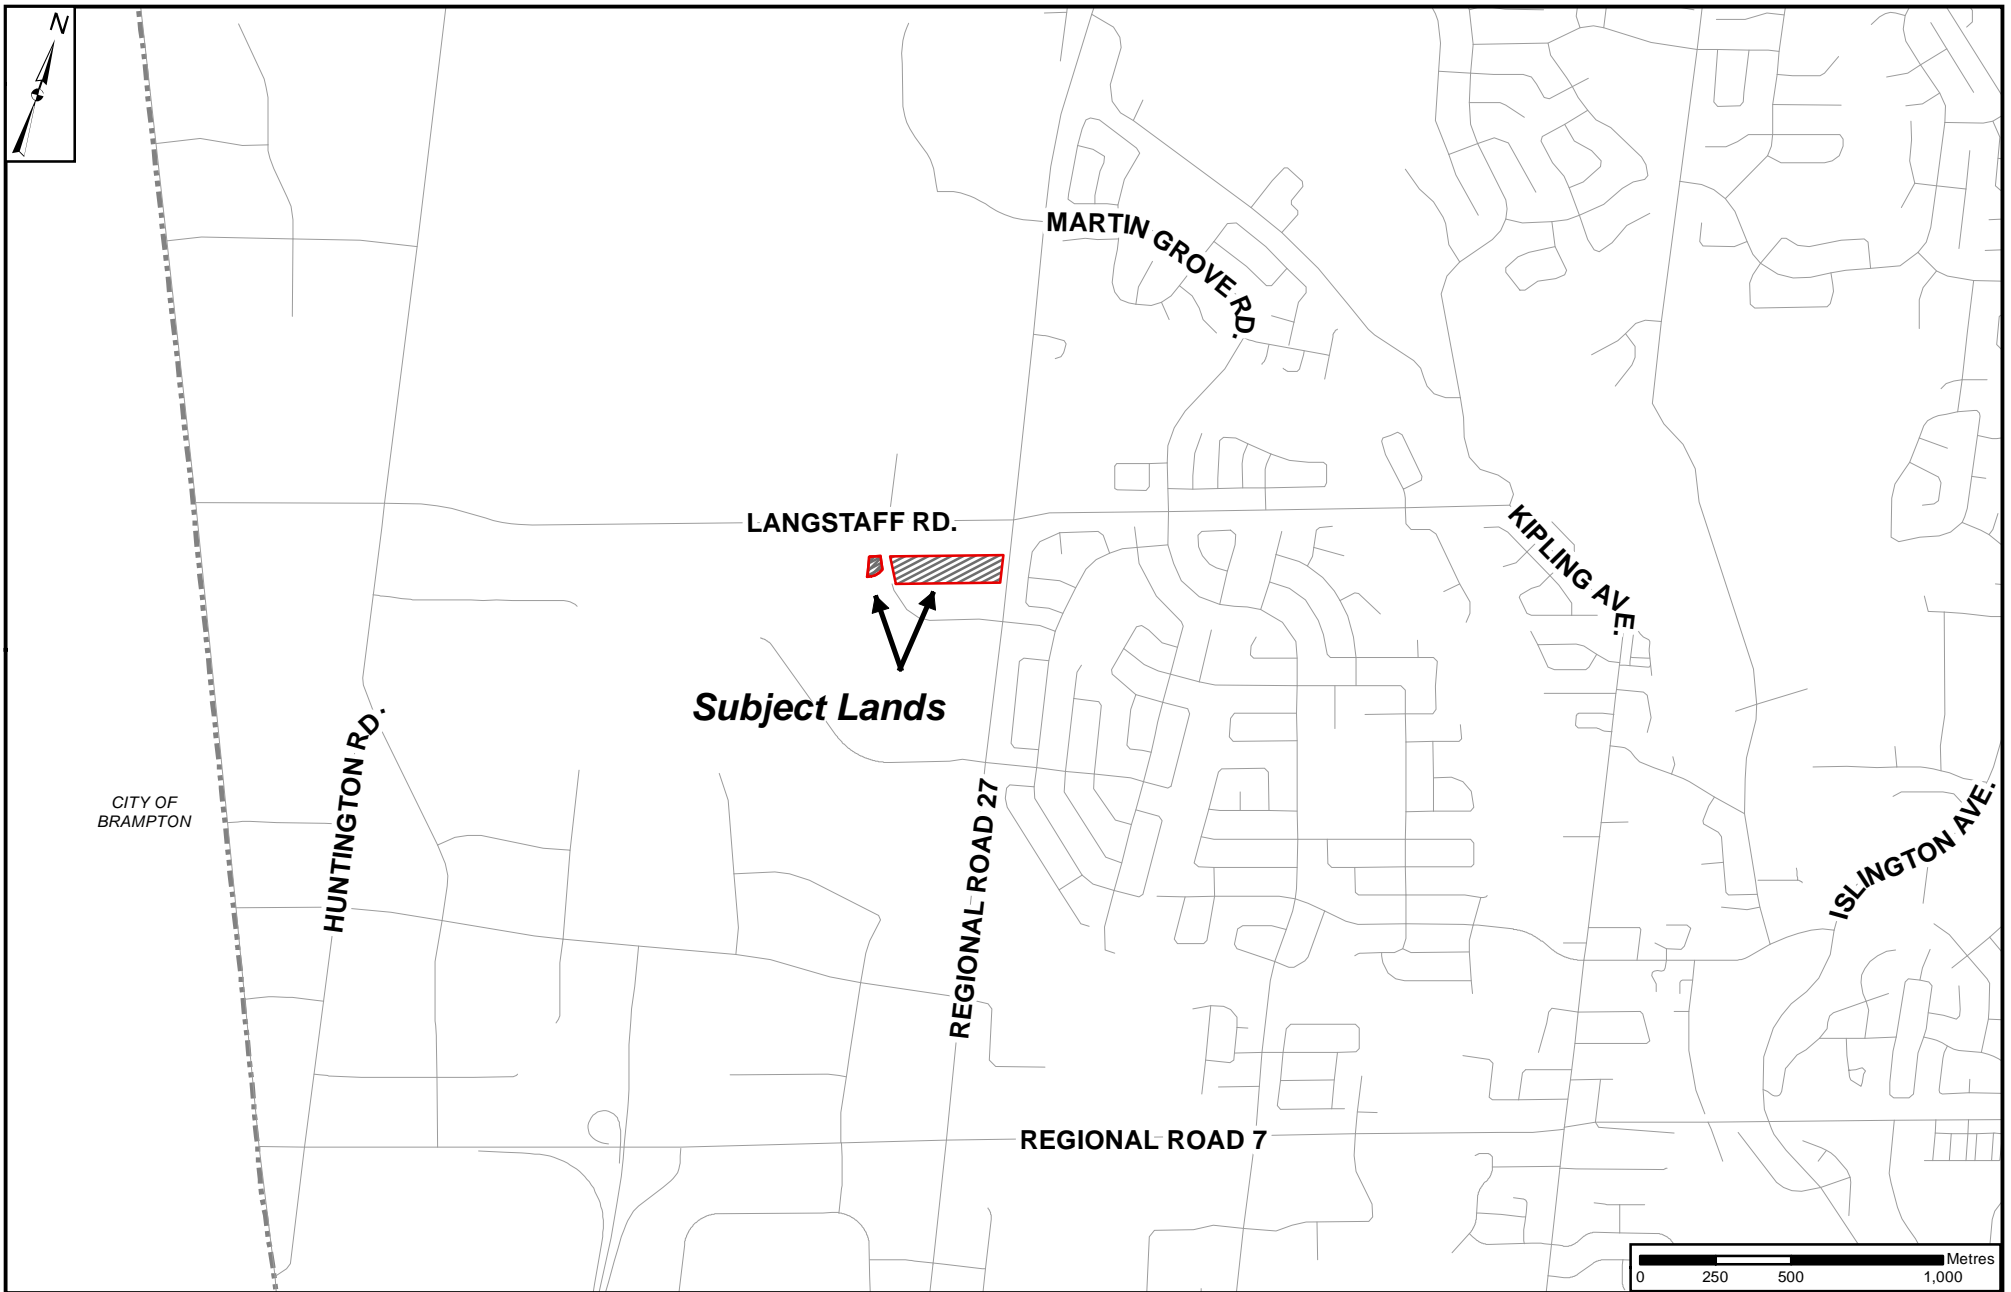 N
MARTIN GROVE RD.
LANGSTAFF RD.
KIPLING AVE.
Subject Lands
HUNTINGTON RD.
REGIONAL ROAD 27
CITY OF
BRAMPTON
ISLINGTON AVE.
REGIONAL ROAD 7
Metres
0 250 500 1,000